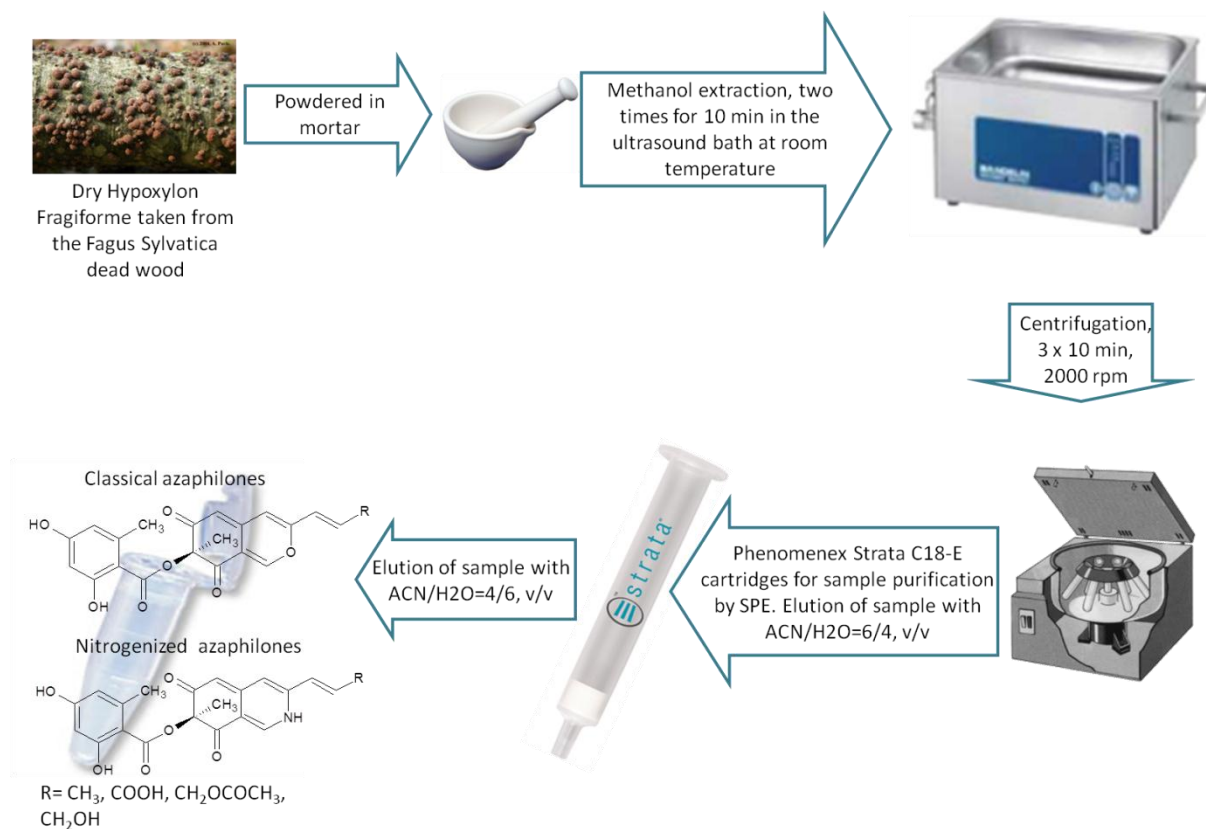 Dry Hypoxylon
Fragiforme taken from
the Fagus Sylvatica
dead wood
Powdered in
mortar
Methanol extraction, two
times for 10 min in the
ultrasound bath at room
temperature
BANDELIN
Centrifugation,
3 x 10 min,
2000 rpm
Phenomenex Strata C18-E
cartridges for sample purification
by SPE. Elution of sample with
ACN/H2O=6/4, v/v
strata
Elution of sample with
ACN/H2O=4/6, v/v
Classical azaphilones
HO
CH₃
OH
O
O
O
CH₃
O
O
R
Nitrogenized azaphilones
HO
CH₃
OH
O
O
O
CH₃
O
NH
R
R= CH₃, COOH, CH₂OCOCH₃,
CH₂OH